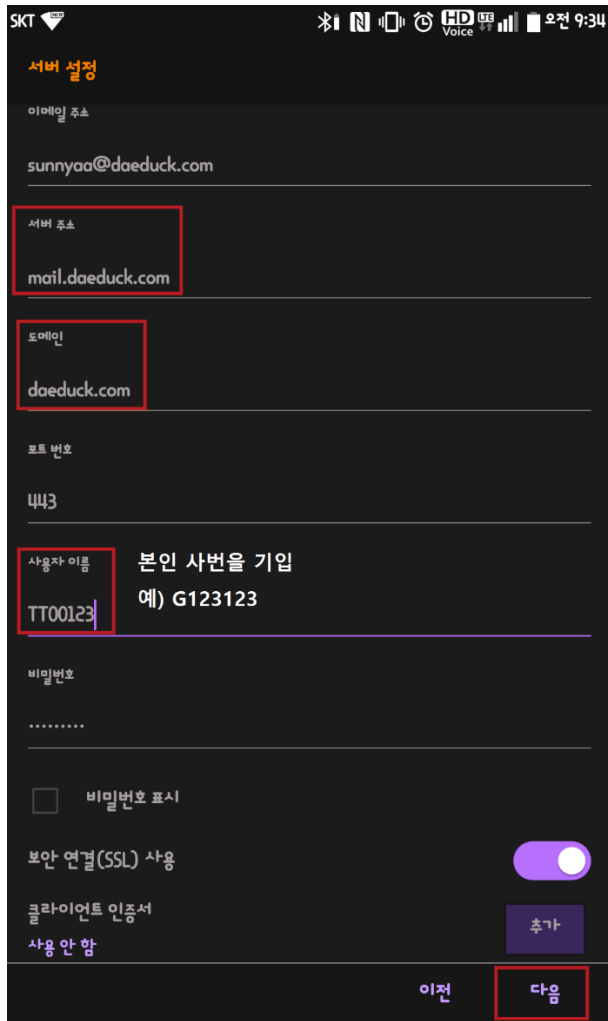 SKT
HD Voice LTE 오전 9:34
서버 설정
이메일 주소
sunnyaa@daeduck.com
서버 주소
mail.daeduck.com
도메인
daeduck.com
포트 번호
443
사용자 이름
본인 사번을 기입
예) G123123
TT00123
비밀번호
·········
비밀번호 표시
보안 연결(SSL) 사용
클라이언트 인증서
추가
사용 안 함
이전
다음